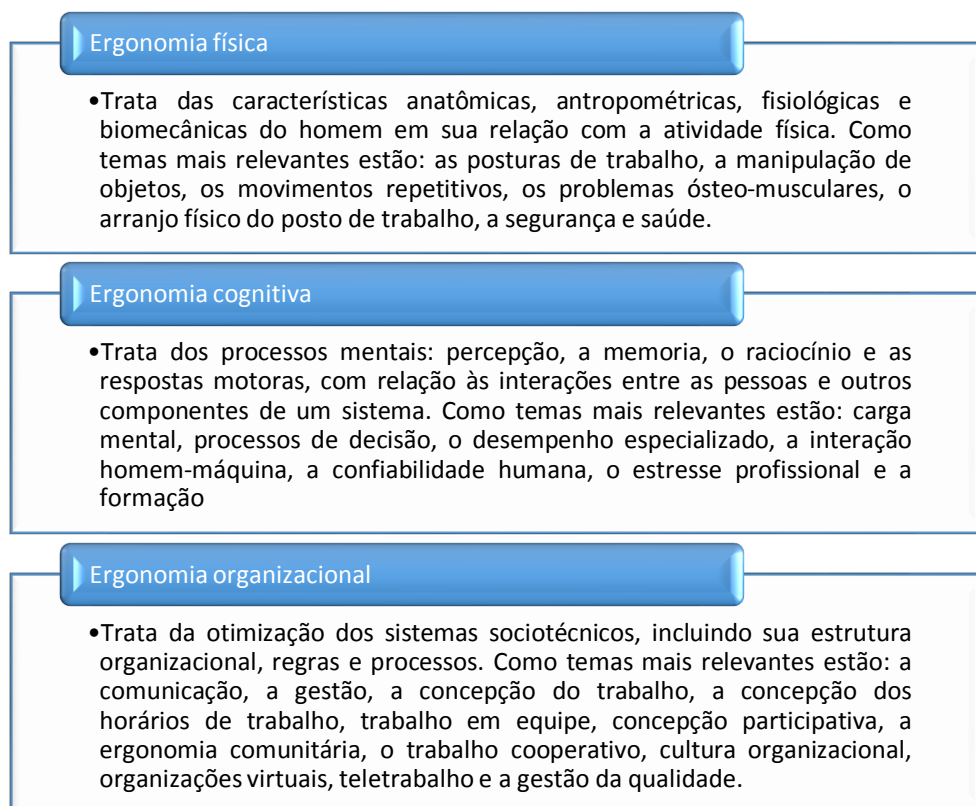 Ergonomia física
•Trata das características anatômicas, antropométricas, fisiológicas e
biomecânicas do homem em sua relação com a atividade física. Como
temas mais relevantes estão: as posturas de trabalho, a manipulação de
objetos, os movimentos repetitivos, os problemas ósteo-musculares, o
arranjo físico do posto de trabalho, a segurança e saúde.
Ergonomia cognitiva
•Trata dos processos mentais: percepção, a memoria, o raciocínio e as
respostas motoras, com relação às interações entre as pessoas e outros
componentes de um sistema. Como temas mais relevantes estão: carga
mental, processos de decisão, o desempenho especializado, a interação
homem-máquina, a confiabilidade humana, o estresse profissional e a
formação
Ergonomia organizacional
•Trata da otimização dos sistemas sociotécnicos, incluindo sua estrutura
organizacional, regras e processos. Como temas mais relevantes estão: a
comunicação, a gestão, a concepção do trabalho, a concepção dos
horários de trabalho, trabalho em equipe, concepção participativa, a
ergonomia comunitária, o trabalho cooperativo, cultura organizacional,
organizações virtuais, teletrabalho e a gestão da qualidade.